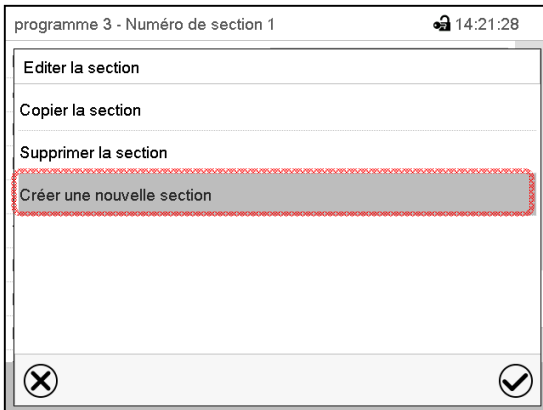 programme 3 - Numéro de section 1 14:21:28
Editer la section
Copier la section
Supprimer la section
Créer une nouvelle section